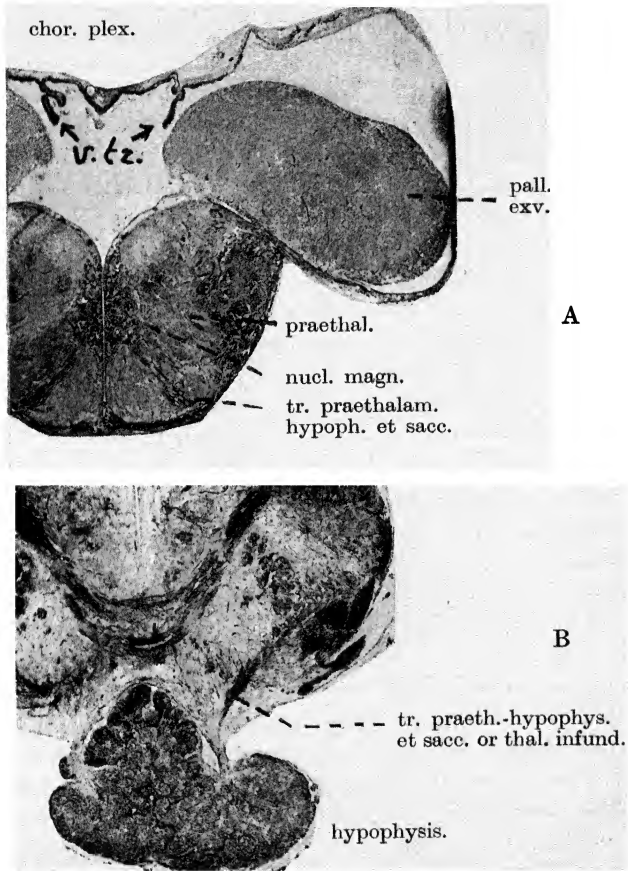 chor. plex.
v. tz.
pall.
exv.
A
praethal.
nucl. magn.
tr. praethalam.
hypoph. et sacc.
B
tr. praeth.-hypophys.
et sacc. or thal. infund.
hypophysis.